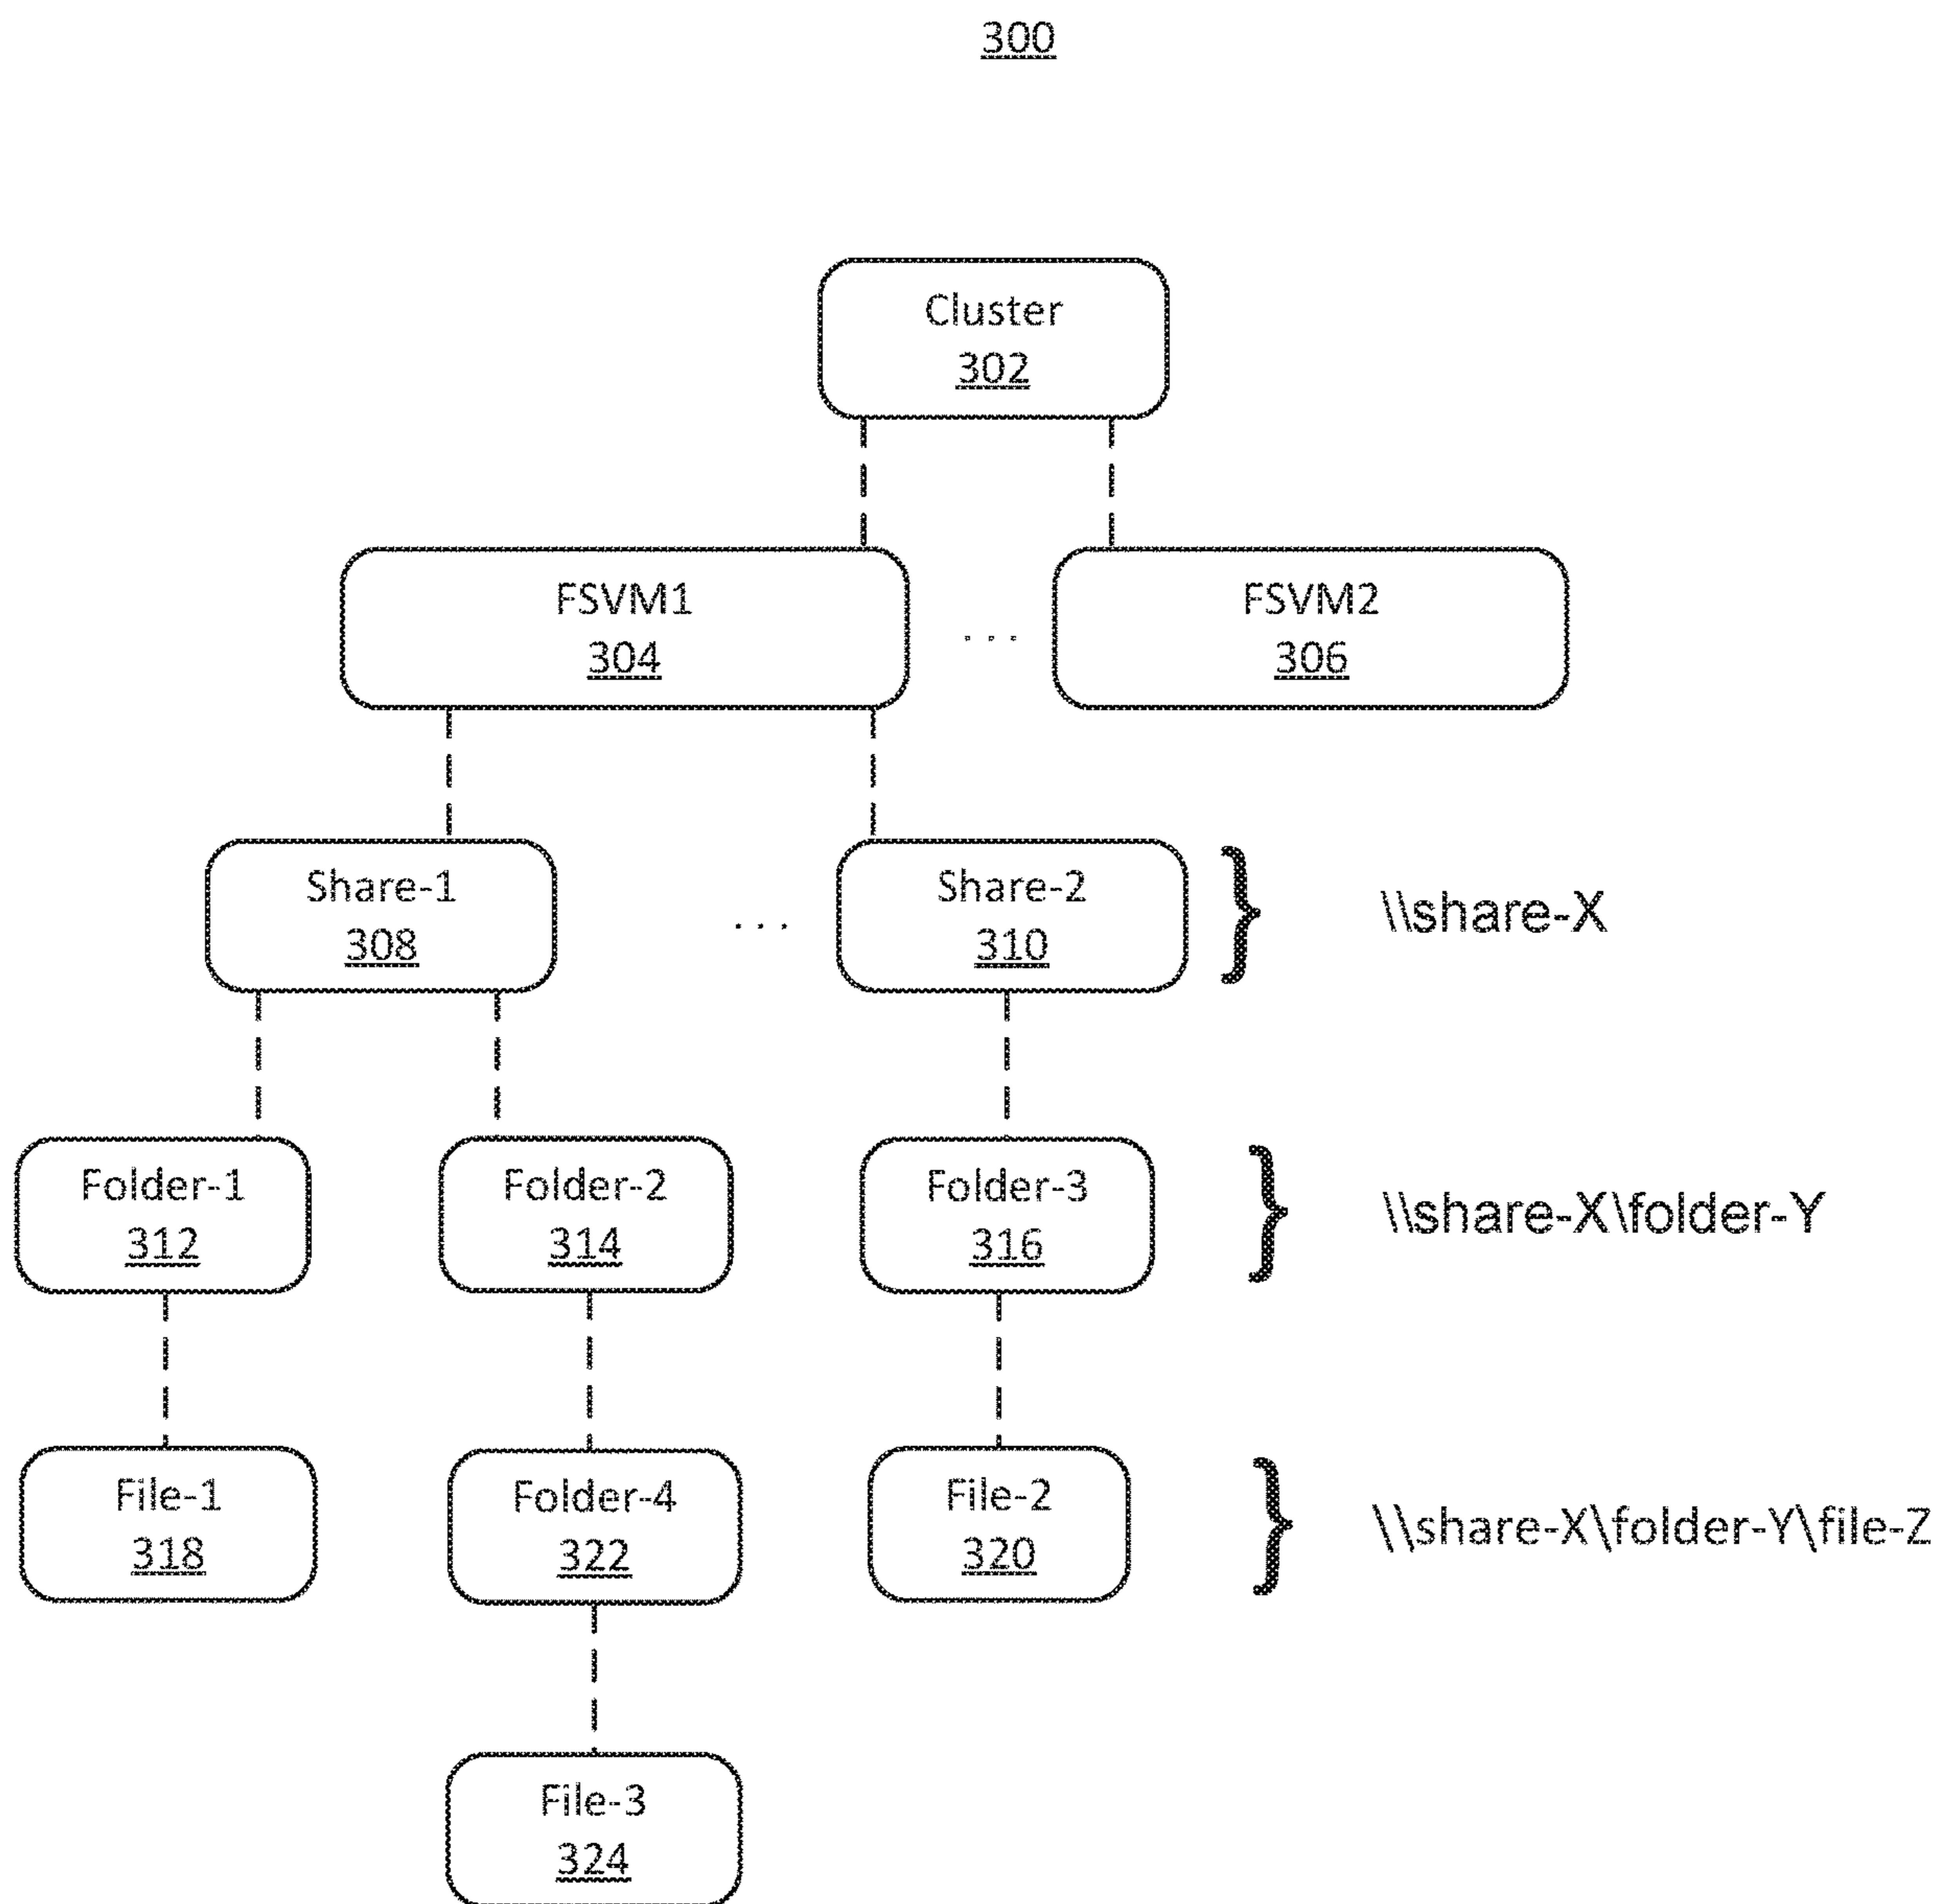 300
Cluster
302
FSVM1
304
...
FSVM2
306
Share-1
308
...
Share-2
310
}
\\share-X
Folder-1
312
Folder-2
314
Folder-3
316
}
\\share-X\folder-Y
File-1
318
Folder-4
322
File-2
320
}
\\share-X\folder-Y\file-Z
File-3
324